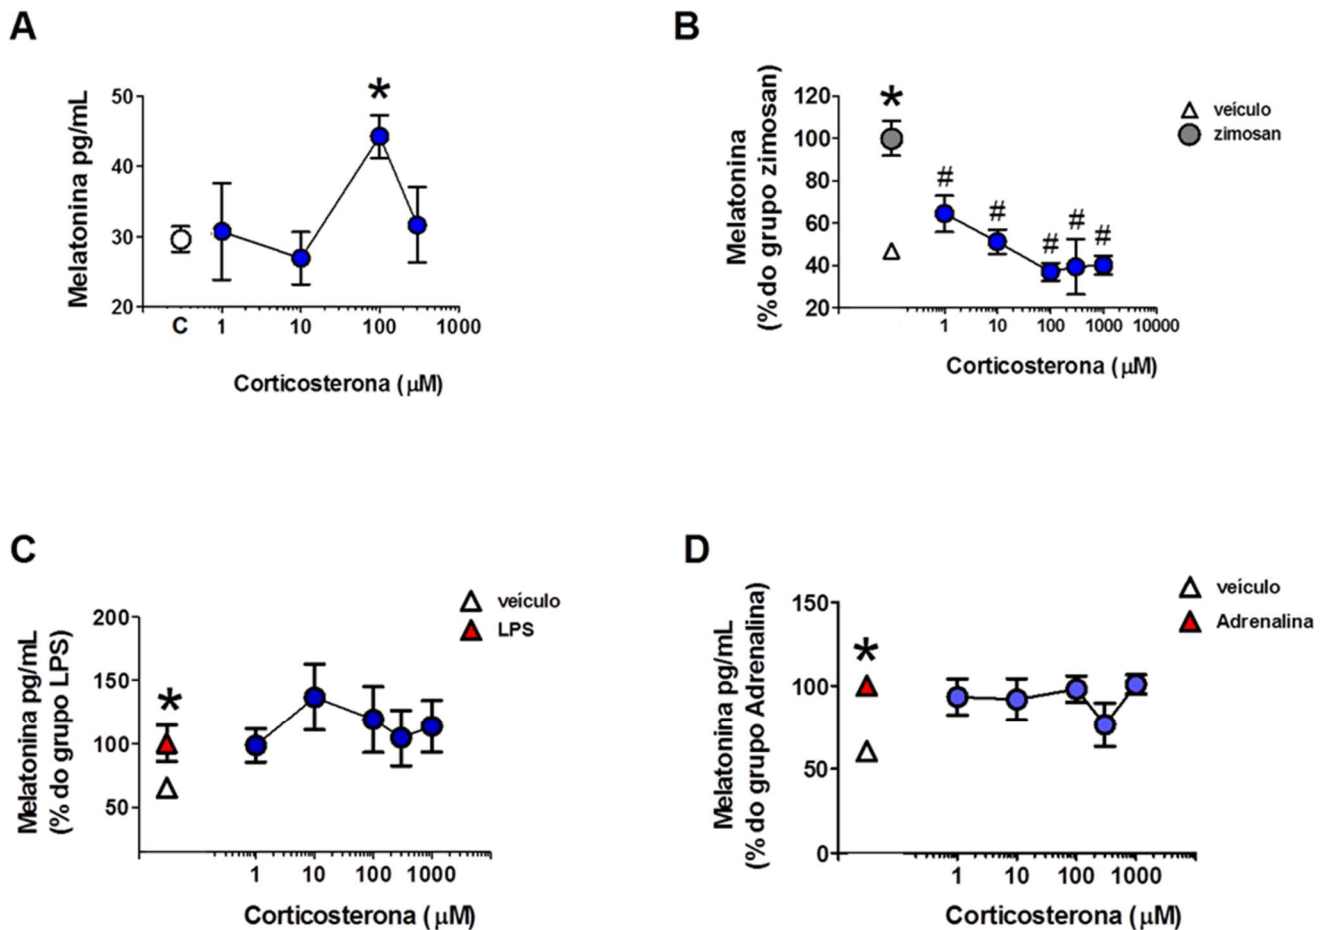 A
Melatonina pg/mL
50
40
30
20
*
C 1 10 100 1000
Corticosterona (μM)
B
Melatonina
(% do grupo zimosan)
120
100
80
60
40
20
*
# # # # #
veículo
zimosan
1 10 100 1000 10000
Corticosterona (μM)
C
Melatonina pg/mL
(% do grupo LPS)
200
150
100
50
*
veículo
LPS
1 10 100 1000
Corticosterona (μM)
D
Melatonina pg/mL
(% do grupo Adrenalina)
150
100
50
0
*
veículo
Adrenalina
1 10 100 1000
Corticosterona (μM)